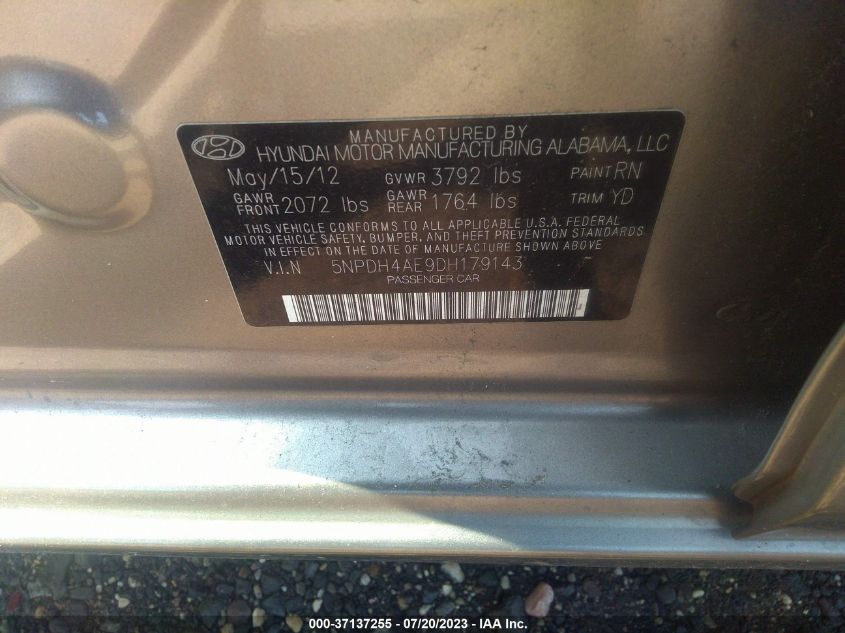 MANUFACTURED BY
HYUNDAI MOTOR MANUFACTURING ALABAMA, LLC
May/15/12 GVWR 3792 lbs PAINT RN
GAWR FRONT 2072 lbs GAWR REAR 1764 lbs TRIM YD
THIS VEHICLE CONFORMS TO ALL APPLICABLE U.S.A. FEDERAL
MOTOR VEHICLE SAFETY, BUMPER, AND THEFT PREVENTION STANDARDS
IN EFFECT ON THE DATE OF MANUFACTURE SHOWN ABOVE
V.I.N 5NPDH4AE9DH179143
PASSENGER CAR
000-37137255 - 07/20/2023 - IAA Inc.